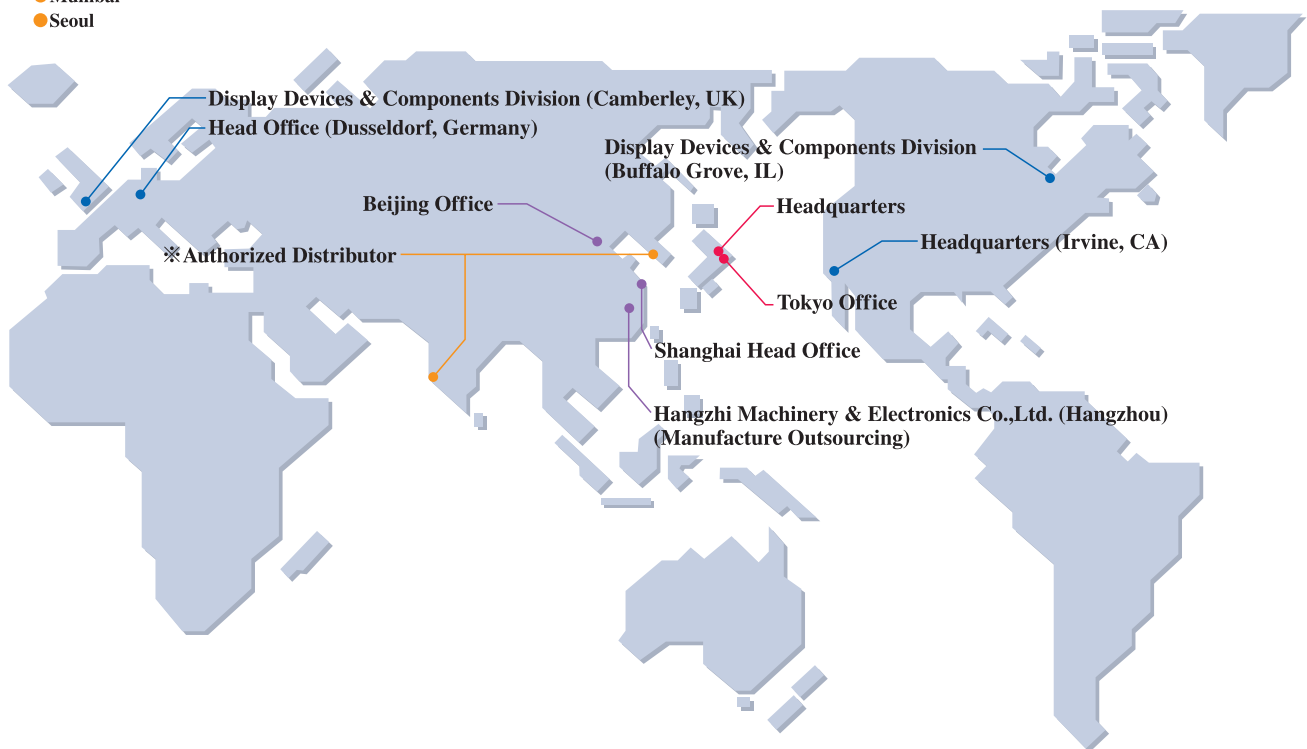 Mumbai
Seoul
Display Devices & Components Division (Camberley, UK)
Head Office (Dusseldorf, Germany)
Display Devices & Components Division
(Buffalo Grove, IL)
Beijing Office
Headquarters
Headquarters (Irvine, CA)
※Authorized Distributor
Tokyo Office
Shanghai Head Office
Hangzhi Machinery & Electronics Co.,Ltd. (Hangzhou)
(Manufacture Outsourcing)